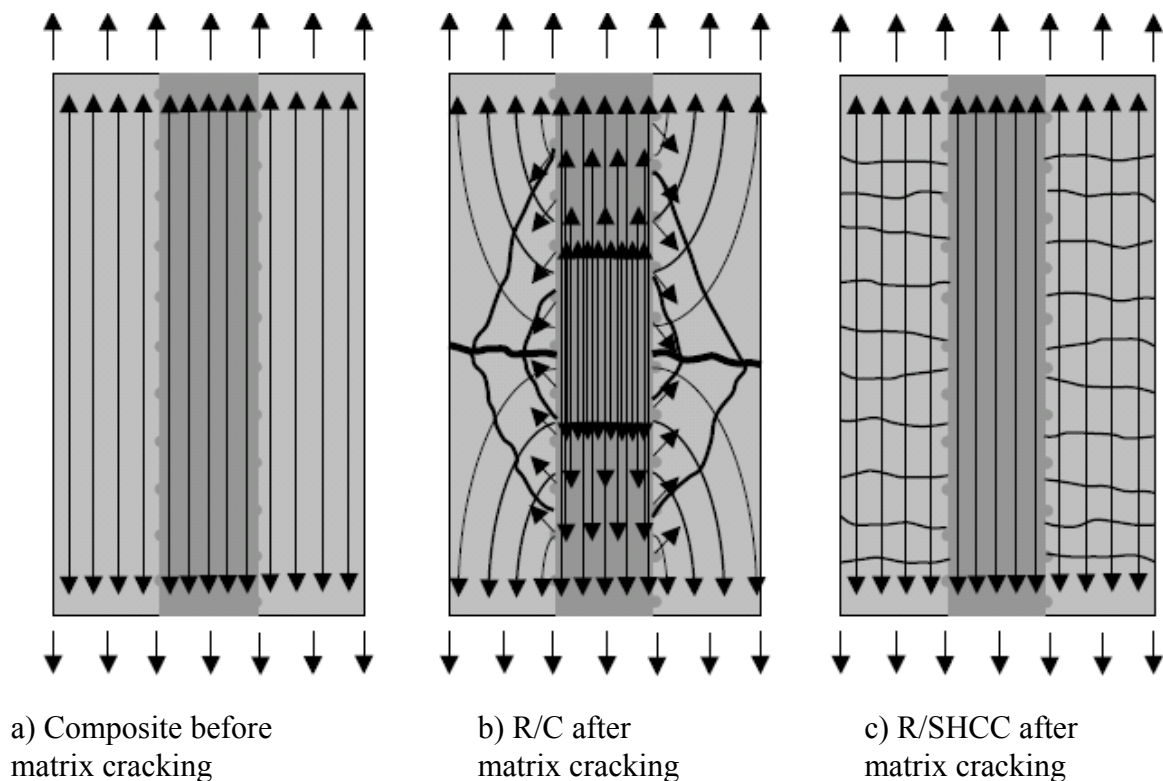 a) Composite before
matrix cracking
b) R/C after
matrix cracking
c) R/SHCC after
matrix cracking